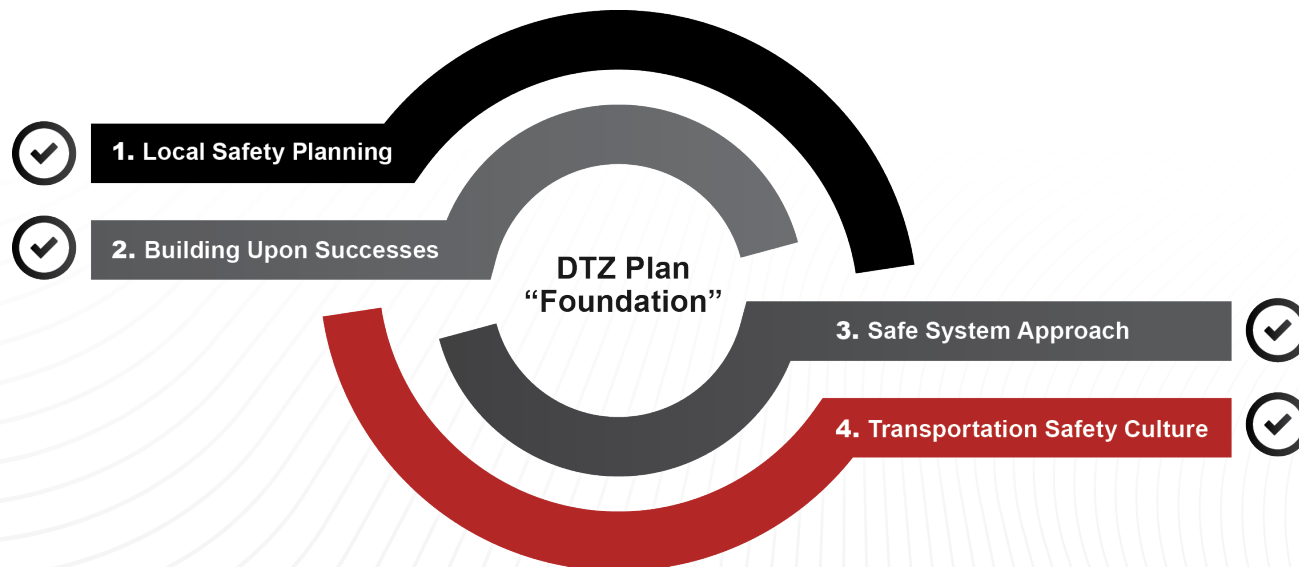 1. Local Safety Planning
2. Building Upon Successes
DTZ Plan
“Foundation”
3. Safe System Approach
4. Transportation Safety Culture